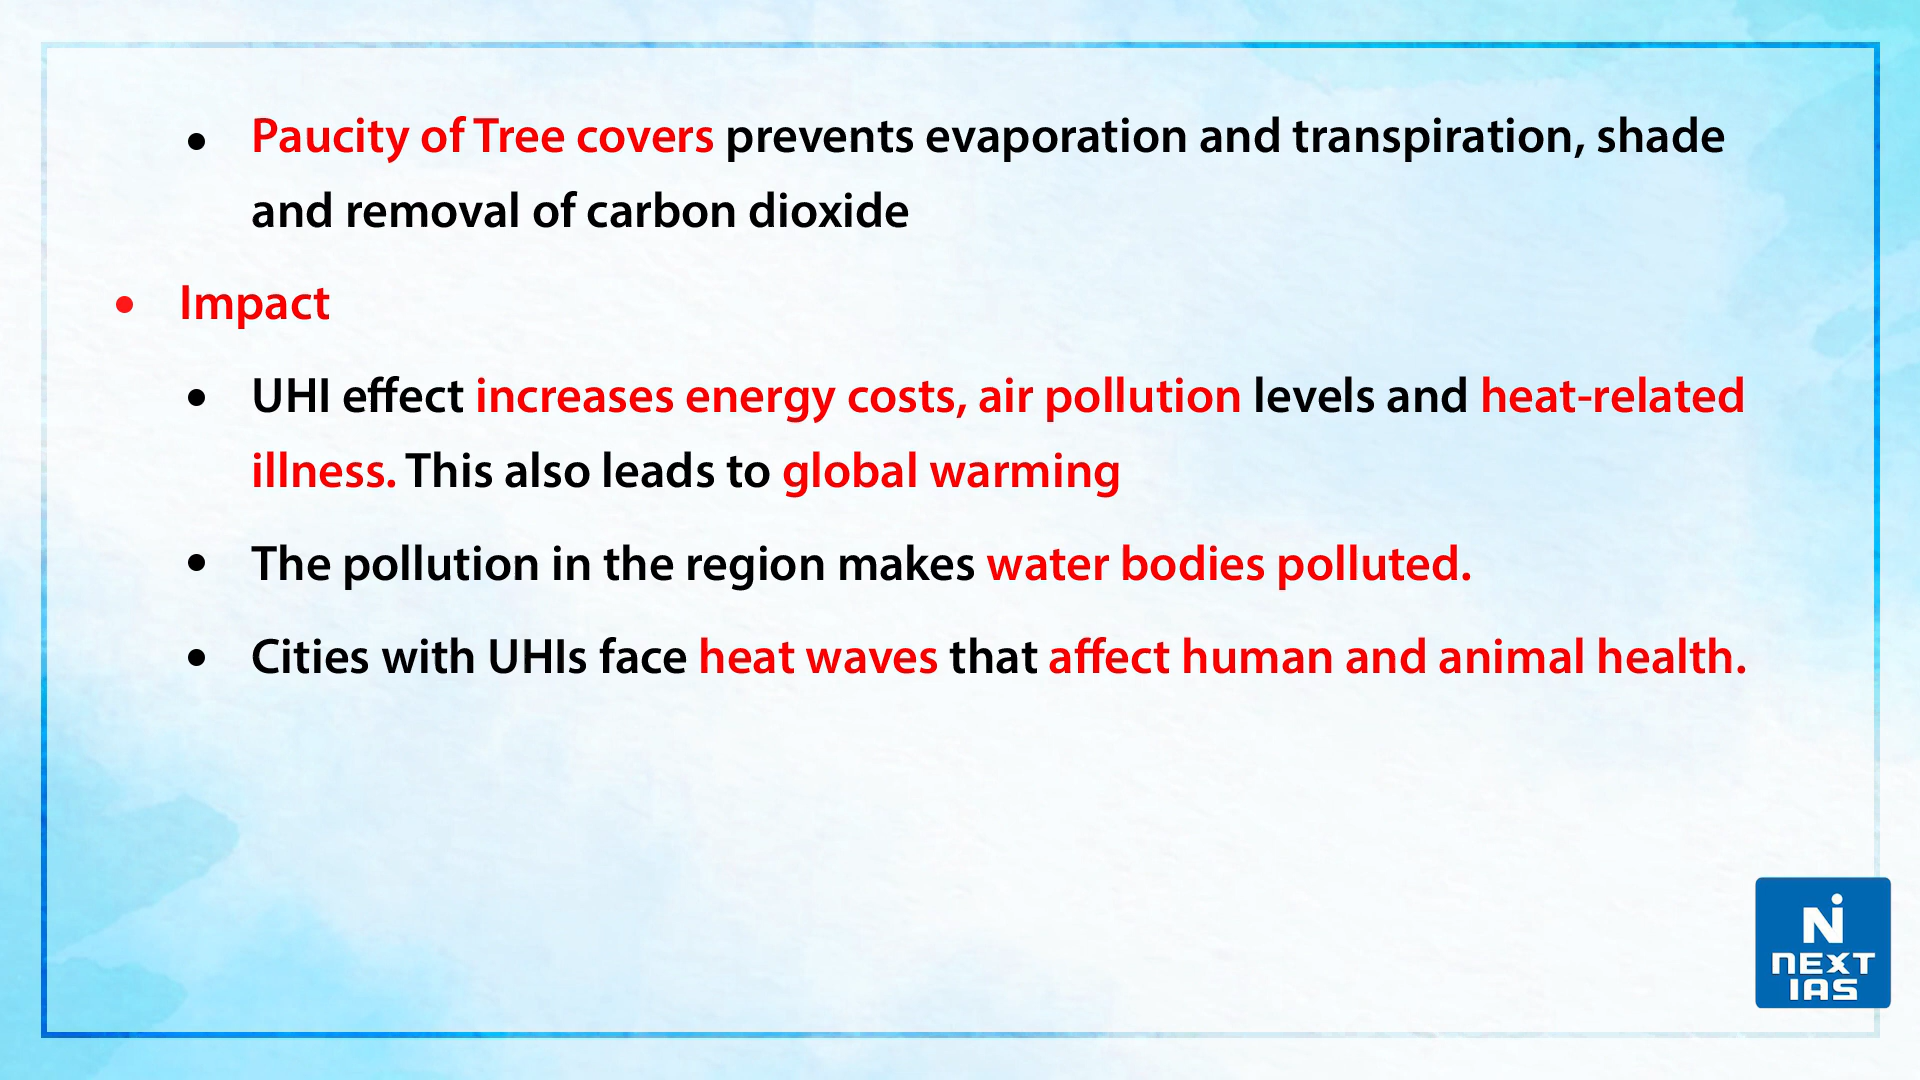 • Paucity of Tree covers prevents evaporation and transpiration, shade
and removal of carbon dioxide
• Impact
• UHI effect increases energy costs, air pollution levels and heat-related
illness. This also leads to global warming
• The pollution in the region makes water bodies polluted.
• Cities with UHIs face heat waves that affect human and animal health.
N
NEXT
IAS